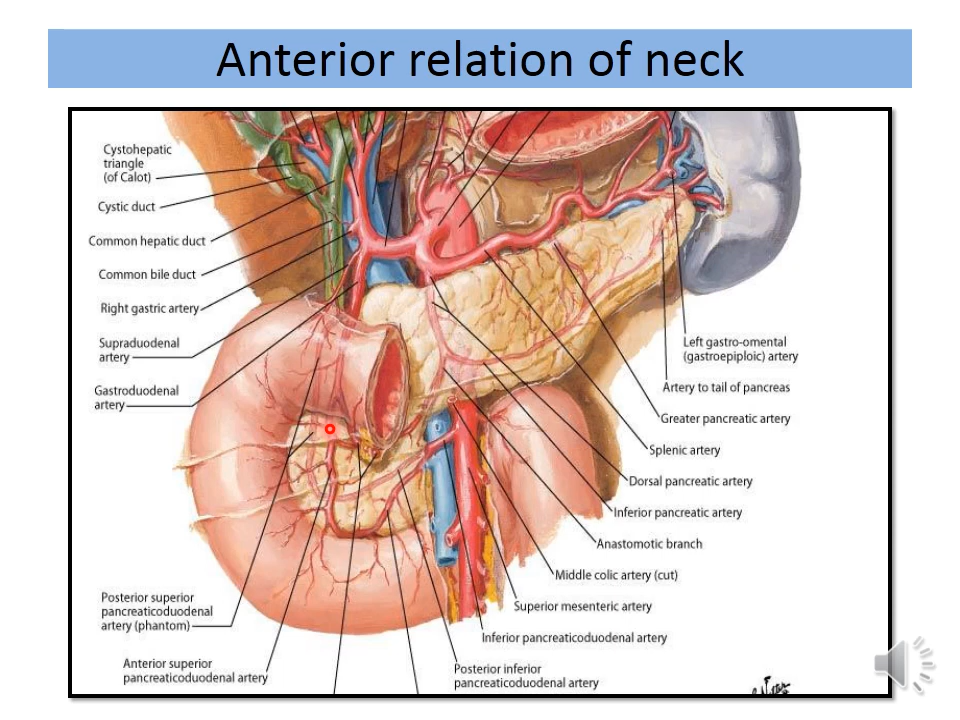 Anterior relation of neck
Cystohepatic
triangle
(of Calot)
Cystic duct
Common hepatic duct
Common bile duct
Right gastric artery
Supraduodenal
artery
Gastroduodenal
artery
Left gastro-omental
(gastroepiploic) artery
Artery to tail of pancreas
Greater pancreatic artery
Splenic artery
Dorsal pancreatic artery
Inferior pancreatic artery
Anastomotic branch
Middle colic artery (cut)
Superior mesenteric artery
Inferior pancreaticoduodenal artery
Posterior inferior
pancreaticoduodenal artery
Posterior superior
pancreaticoduodenal
artery (phantom)
Anterior superior
pancreaticoduodenal artery